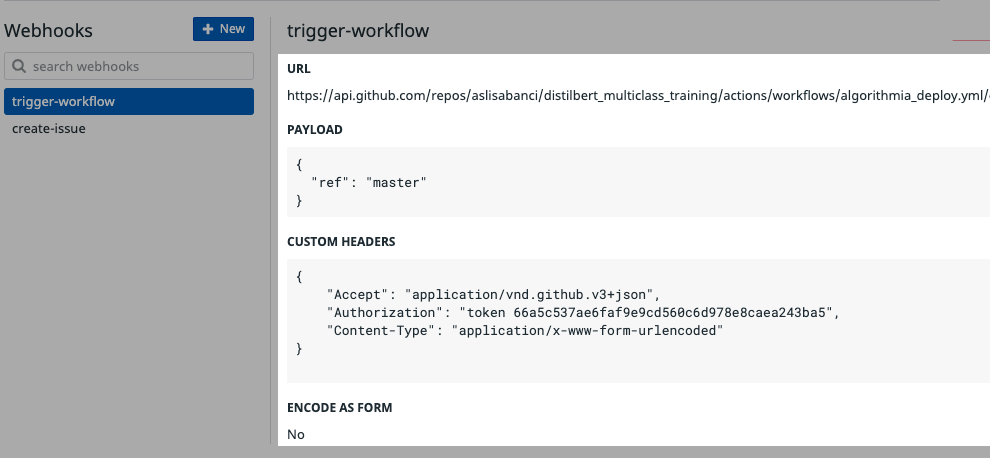 Webhooks
New
search webhooks
trigger-workflow
create-issue
trigger-workflow
URL
https://api.github.com/repos/aslisabanci/distilbert_multiclass_training/actions/workflows/algorithmia_deploy.yml/
PAYLOAD
{
"ref": "master"
}
CUSTOM HEADERS
{
"Accept": "application/vnd.github.v3+json",
"Authorization": "token 66a5c537ae6faf9e9cd560c6d978e8caea243ba5",
"Content-Type": "application/x-www-form-urlencoded"
}
ENCODE AS FORM
No